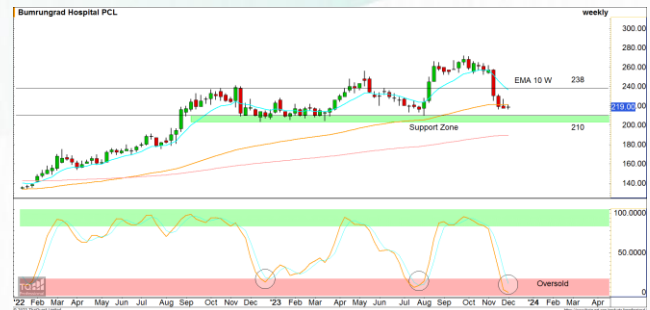 Bumrungrad Hospital PCL weekly
300.00
280.00
EMA 10 W 238 260.00
240.00
219.00
Support Zone 210 200.00
180.00
160.00
140.00
100.0000
50.0000
Oversold
0
'22 Feb Mar Apr May Jun Jul Aug Sep Oct Nov Dec '23 Feb Mar Apr May Jun Jul Aug Sep Oct Nov Dec '24 Feb Mar Apr